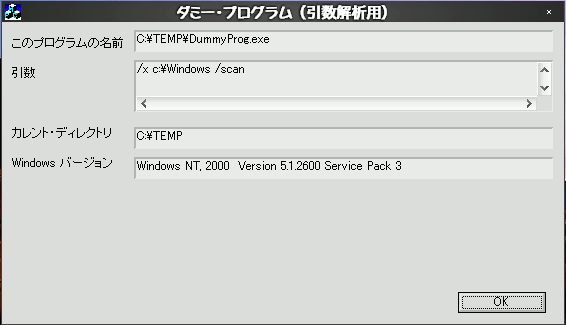 ダミー・プログラム (引数解析用)
このプログラムの名前
C:¥TEMP¥DummyProg.exe
引数
/x c:¥Windows /scan
カレント・ディレクトリ
C:¥TEMP
Windows バージョン
Windows NT, 2000 Version 5.1.2600 Service Pack 3
OK